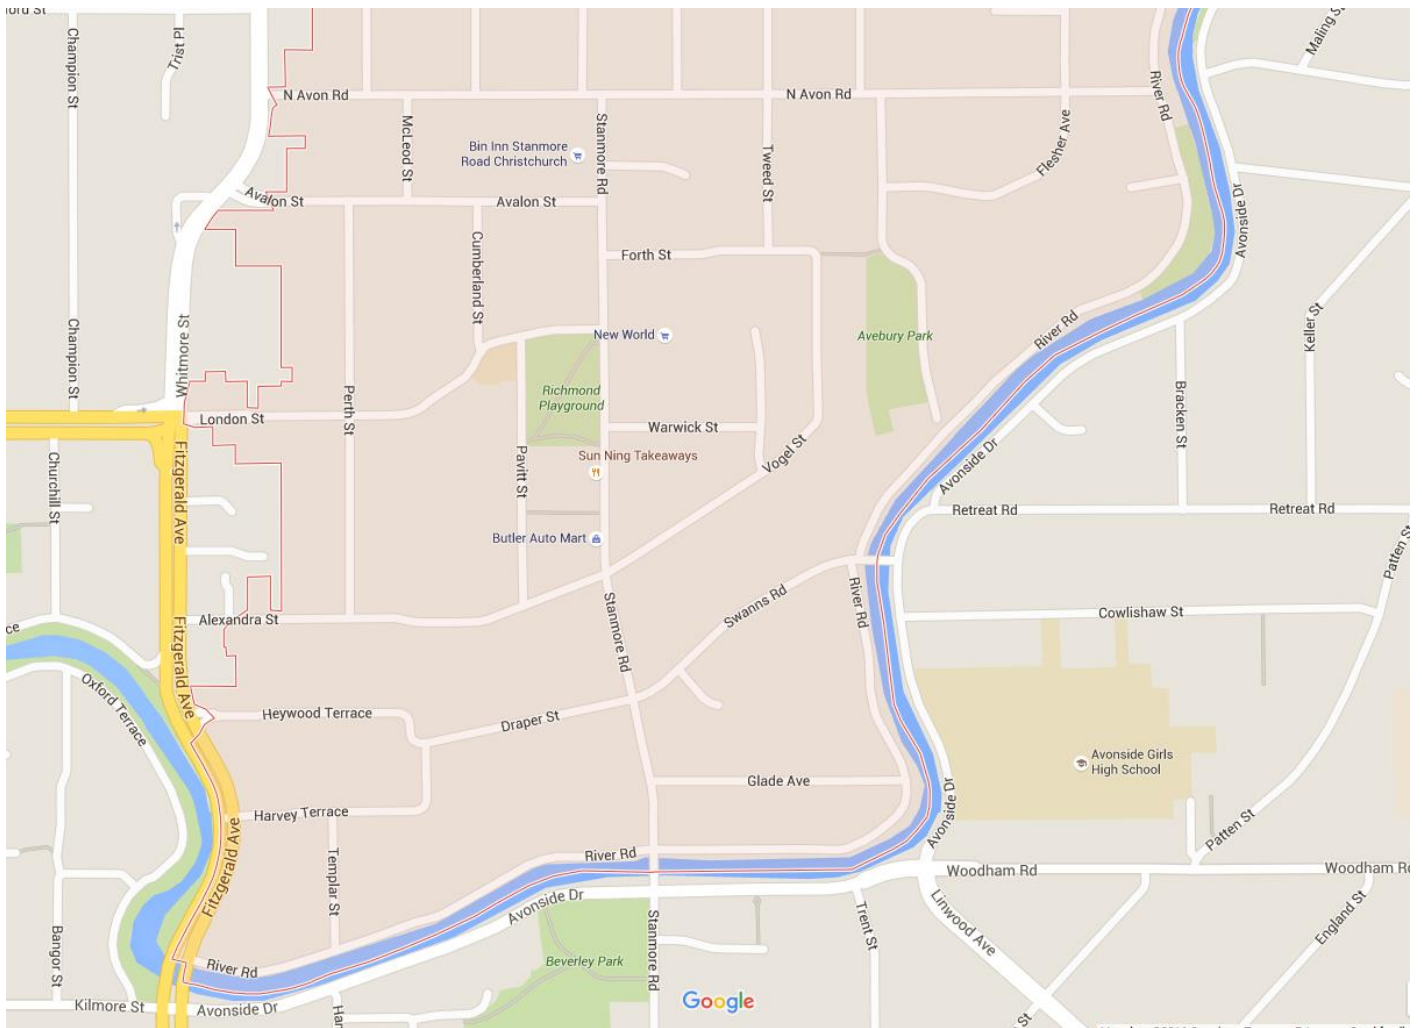 ford St
Champion St
Trist Pl
Maling St
N Avon Rd
N Avon Rd
River Rd
McLeod St
Bin Inn Stanmore
Road Christchurch
Stanmore Rd
Tweed St
Flesher Ave
Avalon St
Avalon St
Avonside Dr
Cumberland St
Forth St
Whitmore St
Champion St
New World
Avebury Park
River Rd
Keller St
Perth St
Richmond
Playground
Bracken St
London St
Warwick St
Vogel St
Fitzgerald Ave
Churchill St
Pavitt St
Sun Ning Takeaways
Avonside Dr
Retreat Rd
Retreat Rd
Butler Auto Mart
Patten St
Swanns Rd
River Rd
Alexandra St
Stanmore Rd
Cowlishaw St
Fitzgerald Ave
Oxford Terrace
Heywood Terrace
Draper St
Avonside Girls
High School
Glade Ave
Avonside Dr
Harvey Terrace
Patten St
Fitzgerald Ave
Templar St
River Rd
Woodham Rd
Woodham Rd
Avonside Dr
Linwood Ave
Trent St
England St
Stanmore Rd
Bangor St
River Rd
Beverley Park
Kilmore St
Avonside Dr
Google
St